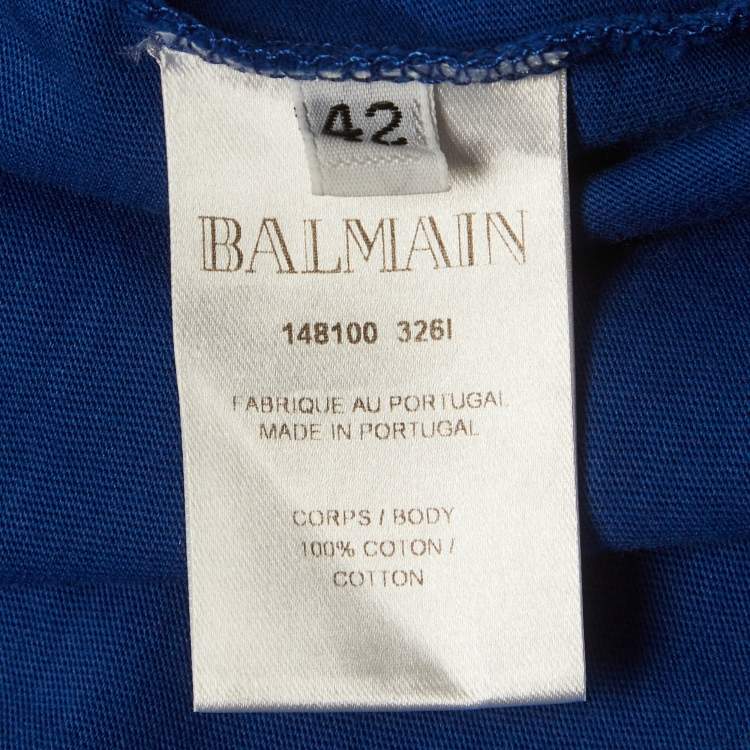 42
BALMAIN
148100 326I
FABRIQUE AU PORTUGAL
MADE IN PORTUGAL
CORPS / BODY
100% COTON /
COTTON